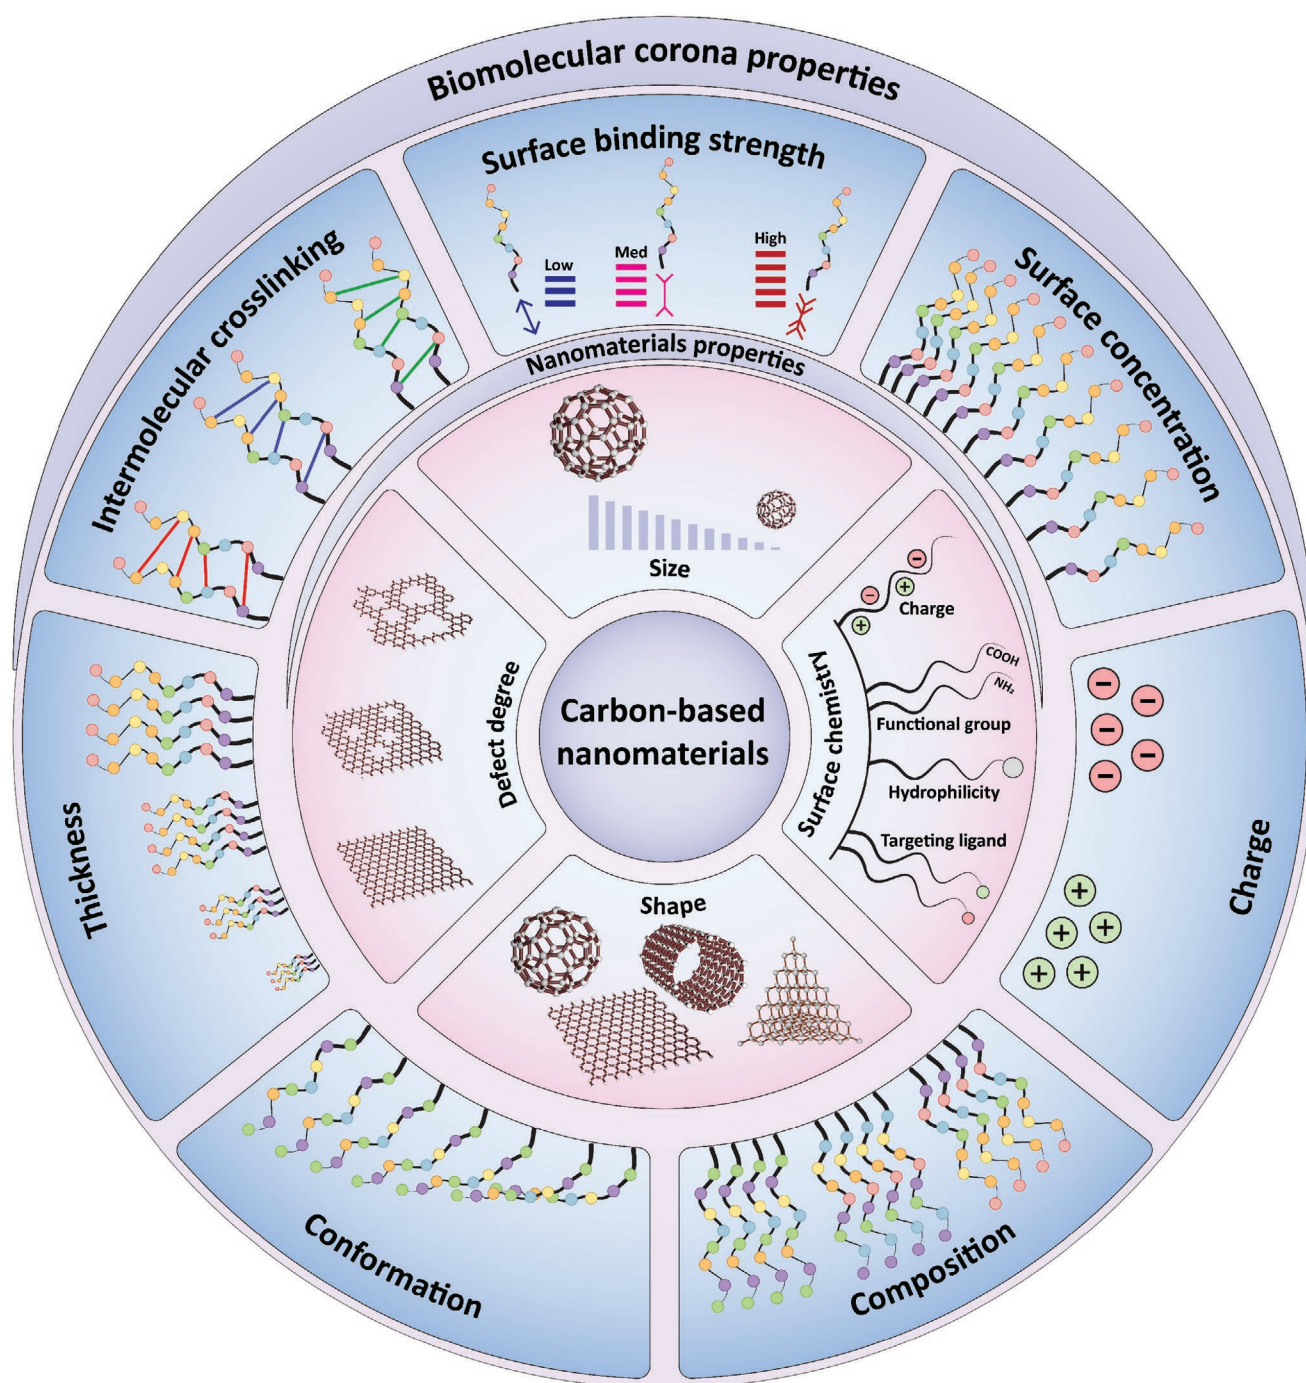 Biomolecular corona properties
Surface binding strength
Low
Med
High
Intermolecular crosslinking
Surface concentration
Nanomaterials properties
Size
Defect degree
Carbon-based
nanomaterials
Surface chemistry
Charge
COOH
NH₂
Functional group
Hydrophilicity
Targeting ligand
Shape
Thickness
Charge
Conformation
Composition